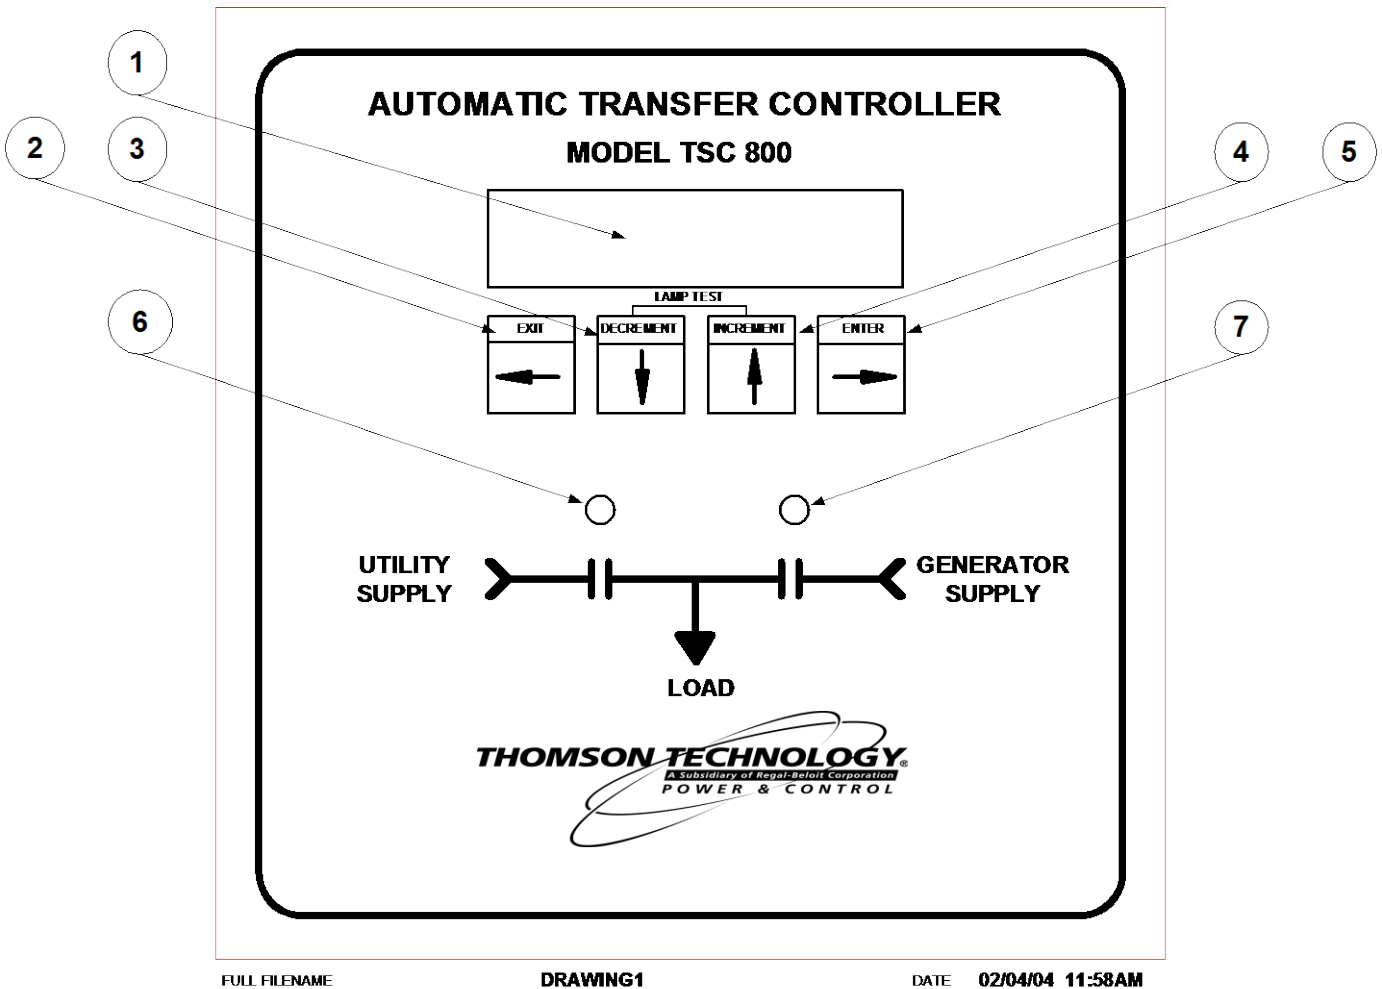 1
AUTOMATIC TRANSFER CONTROLLER
2
3
MODEL TSC 800
4
5
LAMP TEST
EXIT
DECREMENT
INCREMENT
ENTER
6
7
UTILITY
SUPPLY
GENERATOR
SUPPLY
LOAD
THOMSON TECHNOLOGY®
A Subsidiary of Regal-Beloit Corporation
POWER & CONTROL
FULL FILENAME DRAWING1 DATE 02/04/04 11:58AM